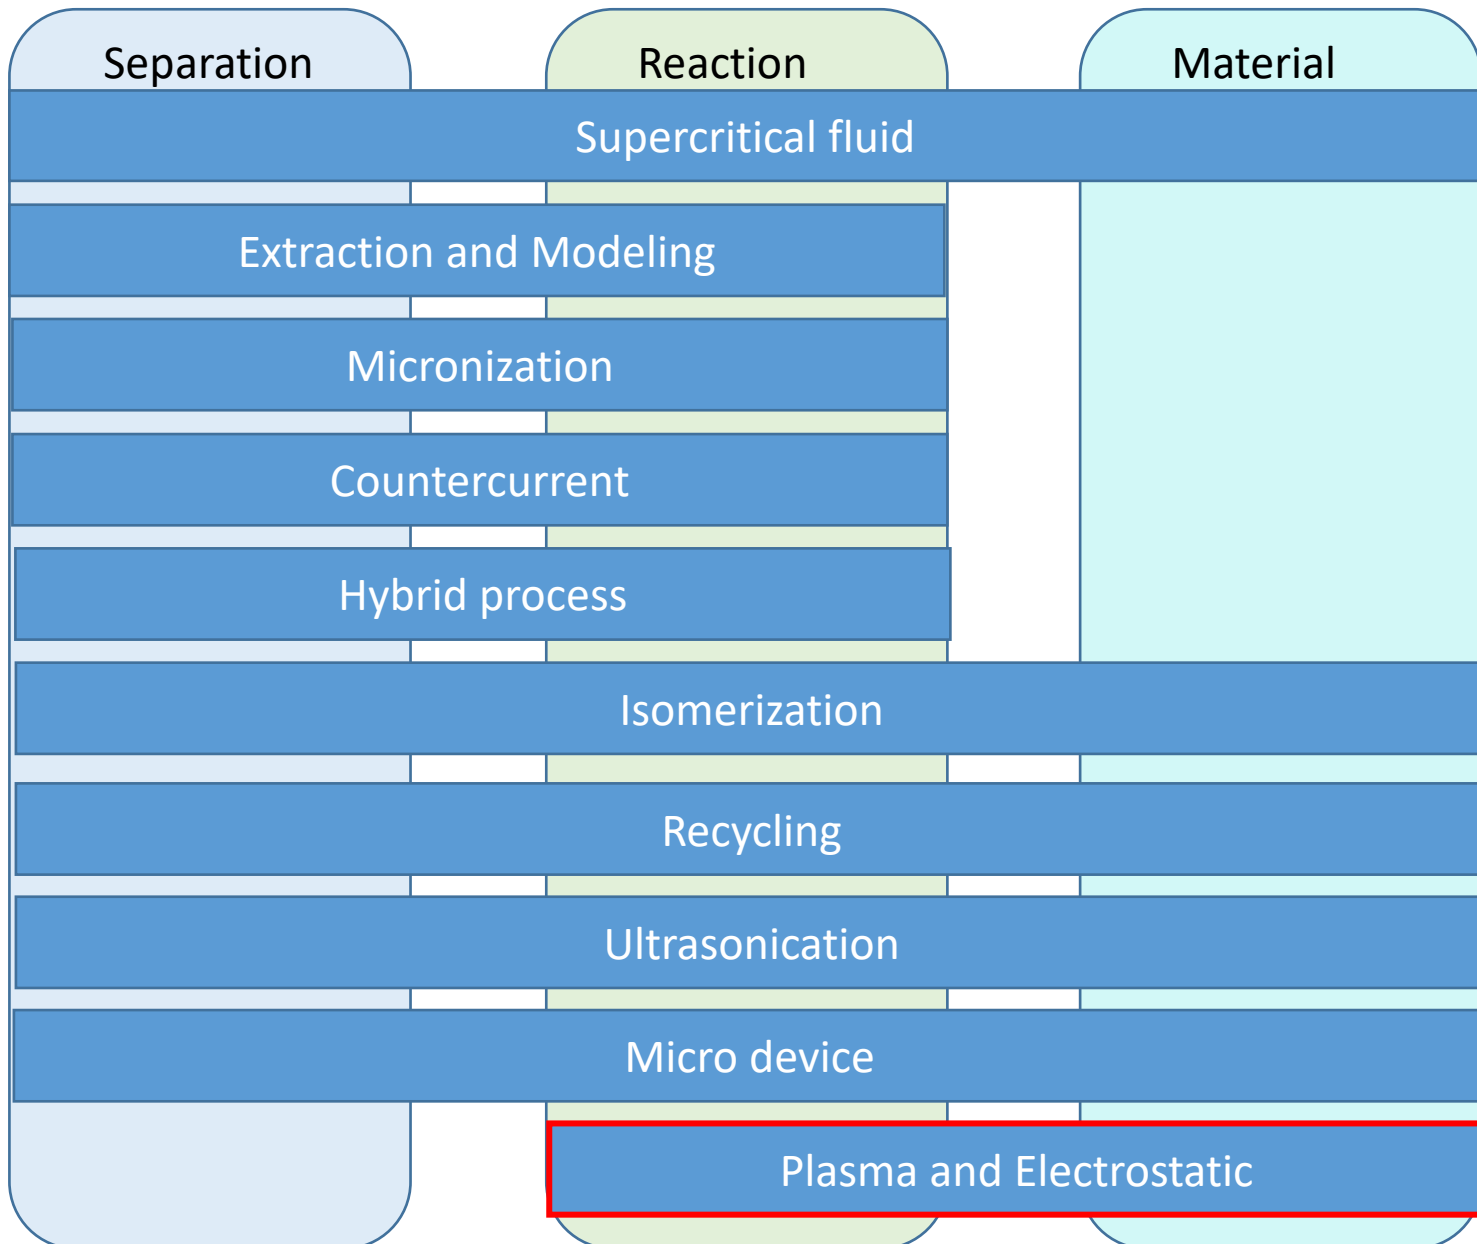 Separation
Reaction
Material
Supercritical fluid
Extraction and Modeling
Micronization
Countercurrent
Hybrid process
Isomerization
Recycling
Ultrasonication
Micro device
Plasma and Electrostatic